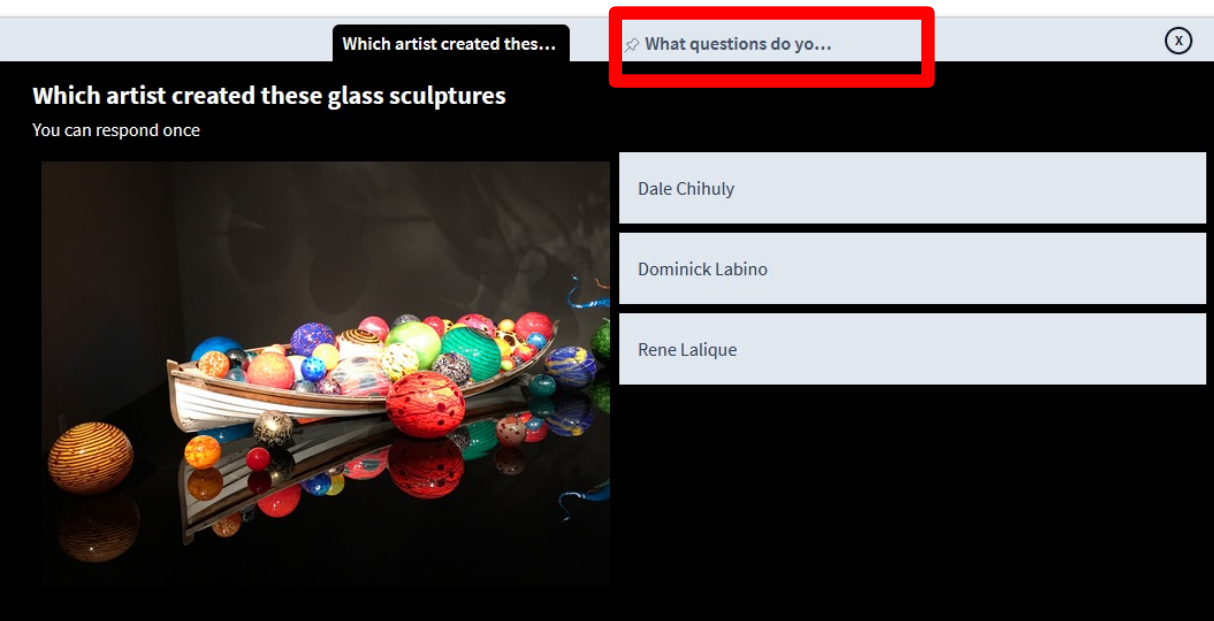 Which artist created thes...
What questions do yo...
X
Which artist created these glass sculptures
You can respond once
Dale Chihuly
Dominick Labino
Rene Lalique